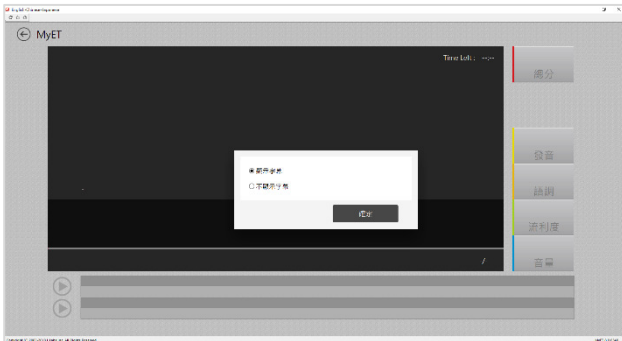 MyET
Time Left : --:--
總分
顯示字幕
不顯示字幕
確定
發音
語調
流利度
/
音量